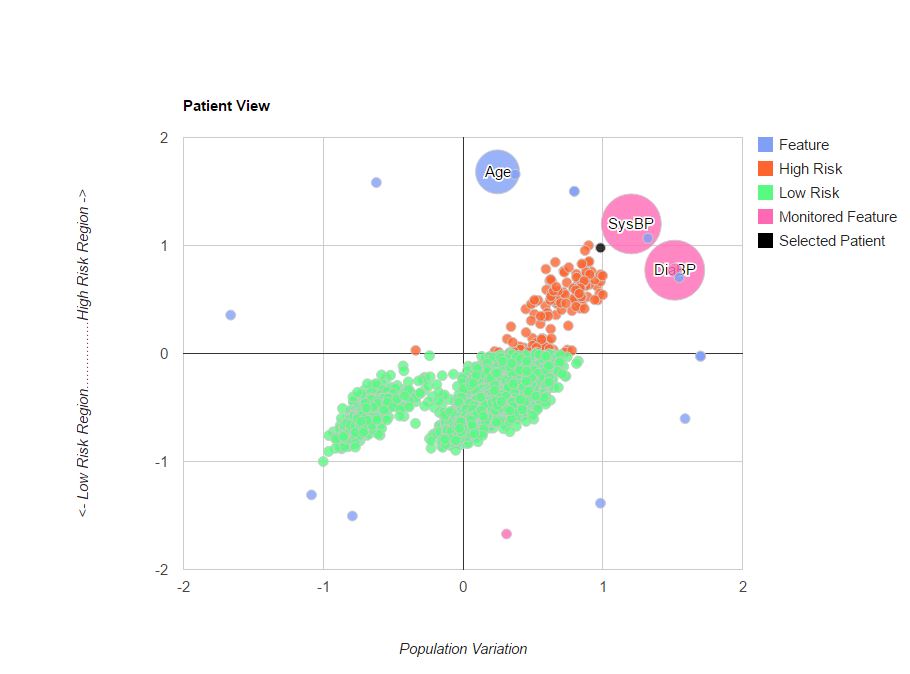 Patient View
2
1
0
-1
-2
-2
-1
0
1
2
<- Low Risk Region...............High Risk Region ->
Population Variation
Age
SysBP
DiaBP
Feature
High Risk
Low Risk
Monitored Feature
Selected Patient